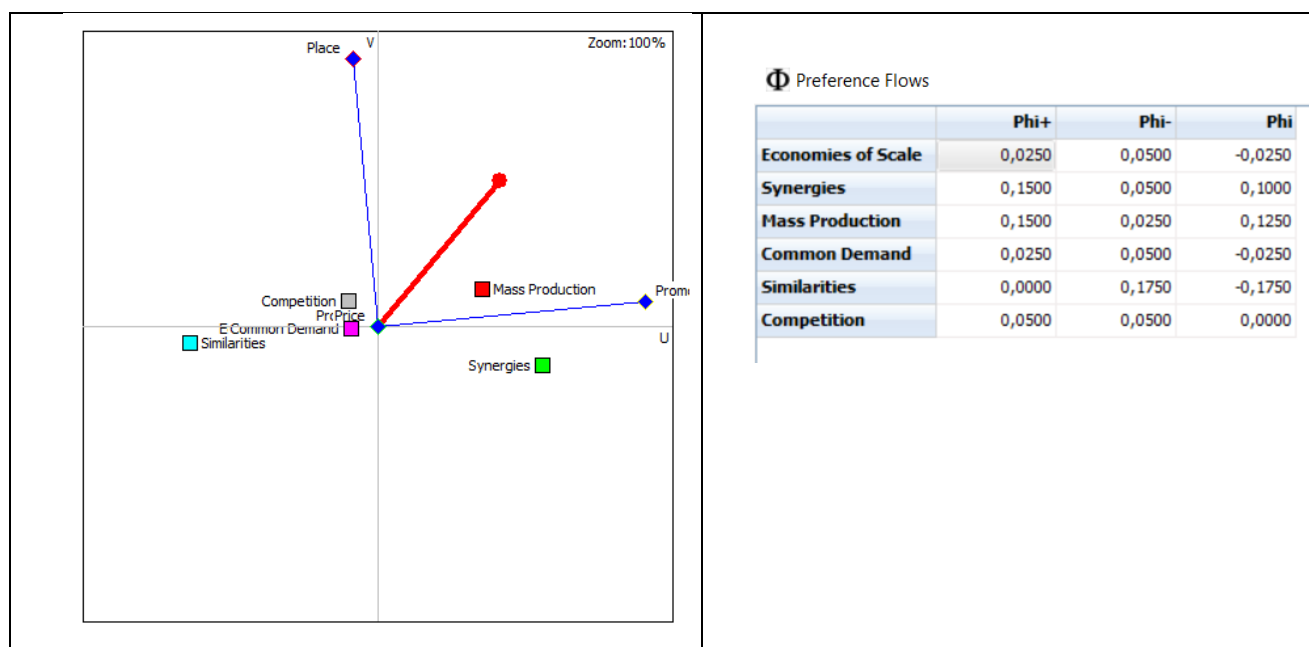 Place
V
Zoom:100%
Mass Production
Prom
Competition
Price
E Common Demand
U
Similarities
Synergies
Φ Preference Flows
Phi+ Phi- Phi
Economies of Scale 0,0250 0,0500 -0,0250
Synergies 0,1500 0,0500 0,1000
Mass Production 0,1500 0,0250 0,1250
Common Demand 0,0250 0,0500 -0,0250
Similarities 0,0000 0,1750 -0,1750
Competition 0,0500 0,0500 0,0000